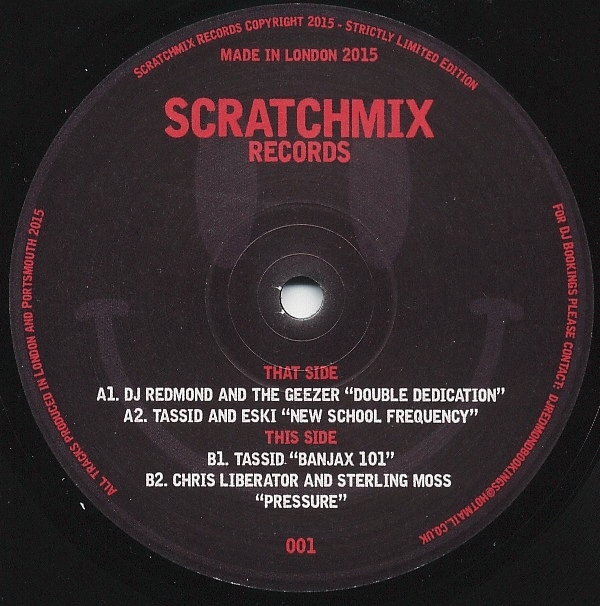 SCRATCHMIX RECORDS COPYRIGHT 2015 - STRICTLY LIMITED EDITION
MADE IN LONDON 2015
SCRATCHMIX
RECORDS
ALL TRACKS PRODUCED IN LONDON AND PORTSMOUTH 2015
FOR DJ BOOKINGS PLEASE CONTACT: DJREDMONDBOOKINGS@HOTMAIL.CO.UK
THAT SIDE
A1. DJ REDMOND AND THE GEEZER “DOUBLE DEDICATION”
A2. TASSID AND ESKI “NEW SCHOOL FREQUENCY”
THIS SIDE
B1. TASSID “BANJAX 101”
B2. CHRIS LIBERATOR AND STERLING MOSS
“PRESSURE”
001